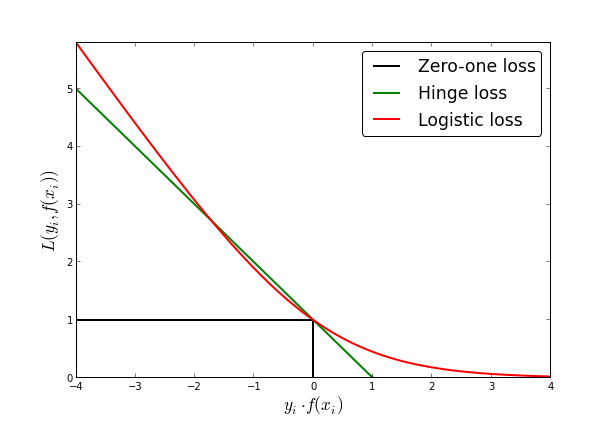 Zero-one loss
Hinge loss
Logistic loss
5
4
3
2
1
0
L(y_i, f(x_i))
−4 −3 −2 −1 0 1 2 3 4
y_i · f(x_i)